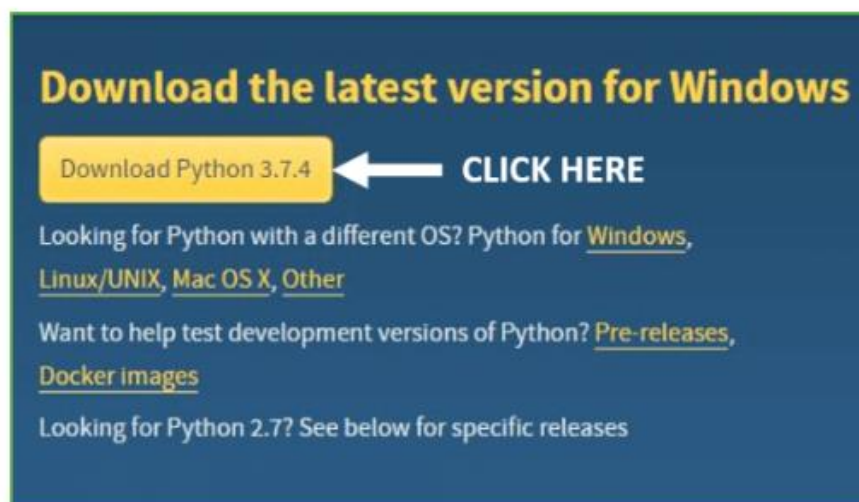 Download the latest version for Windows
Download Python 3.7.4
CLICK HERE
Looking for Python with a different OS? Python for Windows,
Linux/UNIX, Mac OS X, Other
Want to help test development versions of Python? Pre-releases,
Docker images
Looking for Python 2.7? See below for specific releases